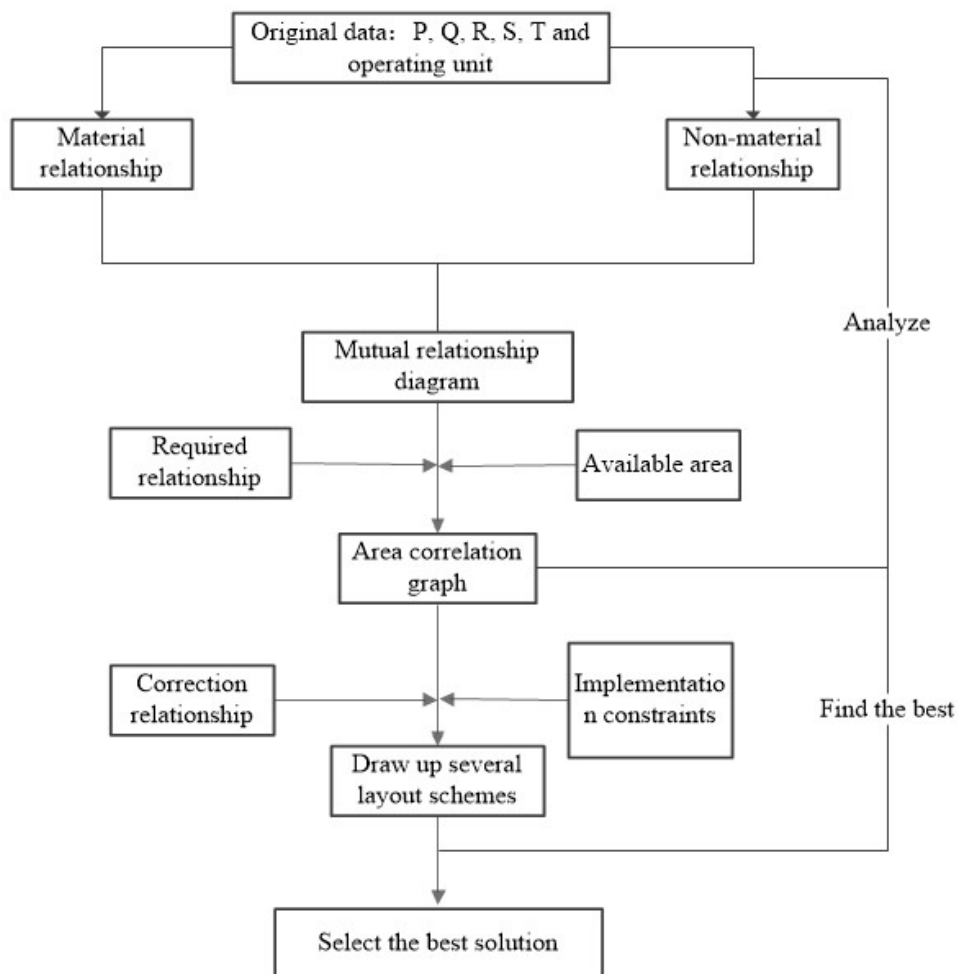 Original data: P, Q, R, S, T and
operating unit
Material
relationship
Non-material
relationship
Analyze
Mutual relationship
diagram
Required
relationship
Available area
Area correlation
graph
Correction
relationship
Implementatio
n constraints
Find the best
Draw up several
layout schemes
Select the best solution